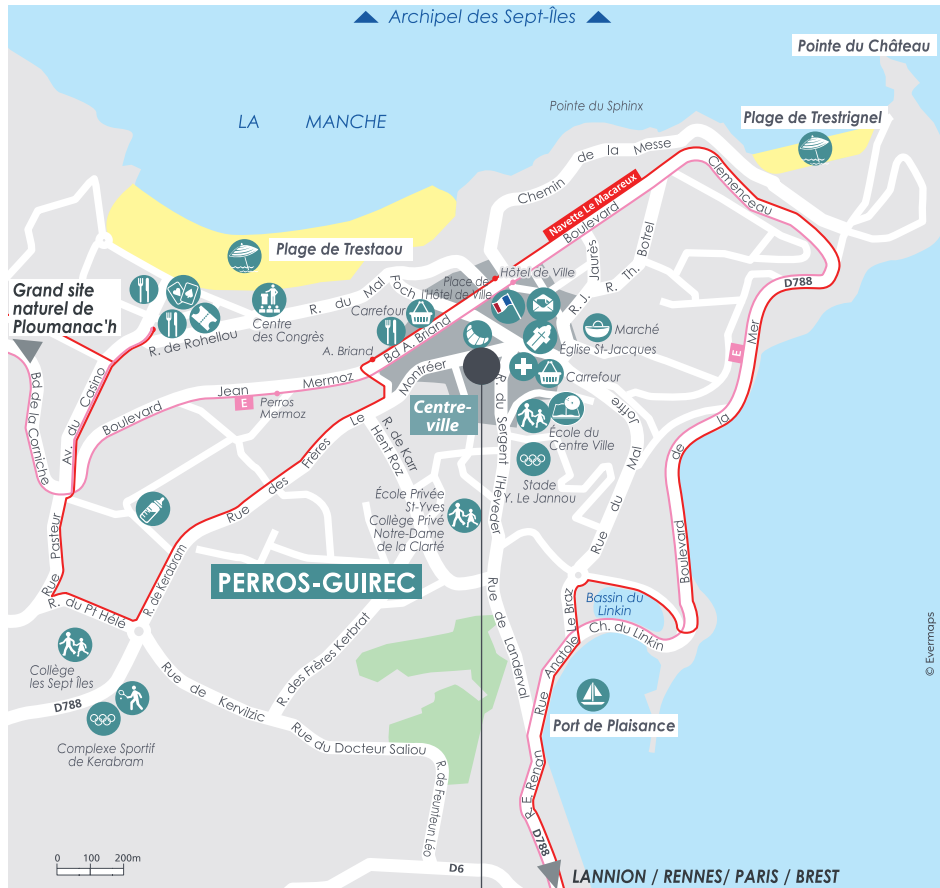 Archipel des Sept-Îles
Pointe du Château
LA MANCHE
Pointe du Sphinx
Plage de Trestrignel
Chemin de la Messe
Clemenceau
Navette Le Macareux
Boulevard
Jaurès
R. Th. Botrel
R. J.
Plage de Trestaou
D788
Grand site
naturel de
Ploumanac'h
Hôtel de Ville
Place de
l'Hôtel de Ville
R. du Mal Foch
Carrefour
Centre
des Congrès
R. de Rohellou
A. Briand
Bd A. Briand
Marché
Église St-Jacques
E
Carrefour
Bd de la Corniche
Av. du Casino
Boulevard Jean Mermoz
E
Perros
Mermoz
Montréer
Centre-
ville
R. du Sergent l'Hévéder
Rue du Mal Joffre
École du
Centre Ville
Stade
Y. Le Jannou
Boulevard de la Mer
Rue des Frères Le
R. de Karr
Hent Roz
École Privée
St-Yves
Collège Privé
Notre-Dame
de la Clarté
Rue Pasteur
R. de Kerabram
PERROS-GUIREC
R. du Pt Hélé
Bassin du
Linkin
Ch. du Linkin
Rue Anatole Le Braz
Rue de Landerval
R. des Frères Kerbrat
© Evermaps
Collège
les Sept Îles
D788
Rue de Kervilzic
Port de Plaisance
Complexe Sportif
de Kerabram
Rue du Docteur Saliou
R. de Feunteun Léo
R. E. Renan
D788
0 100 200m
D6
LANNION / RENNES/ PARIS / BREST